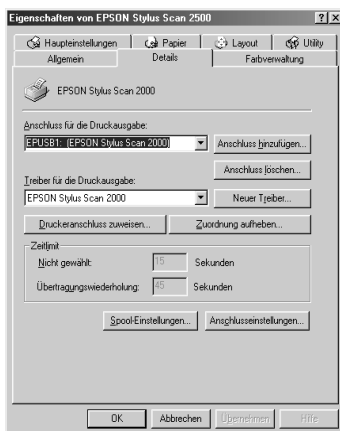 Eigenschaften von EPSON Stylus Scan 2500
Haupteinstellungen Papier Layout Utility
Allgemein Details Farbverwaltung
EPSON Stylus Scan 2000
Anschluss für die Druckausgabe:
EPUSB1: (EPSON Stylus Scan 2000) Anschluss hinzufügen...
Anschluss löschen...
Treiber für die Druckausgabe:
EPSON Stylus Scan 2000 Neuer Treiber...
Druckeranschluss zuweisen... Zuordnung aufheben...
Zeitlimit
Nicht gewählt: 15 Sekunden
Übertragungswiederholung: 45 Sekunden
Spool-Einstellungen... Anschlusseinstellungen...
OK Abbrechen Übernehmen Hilfe